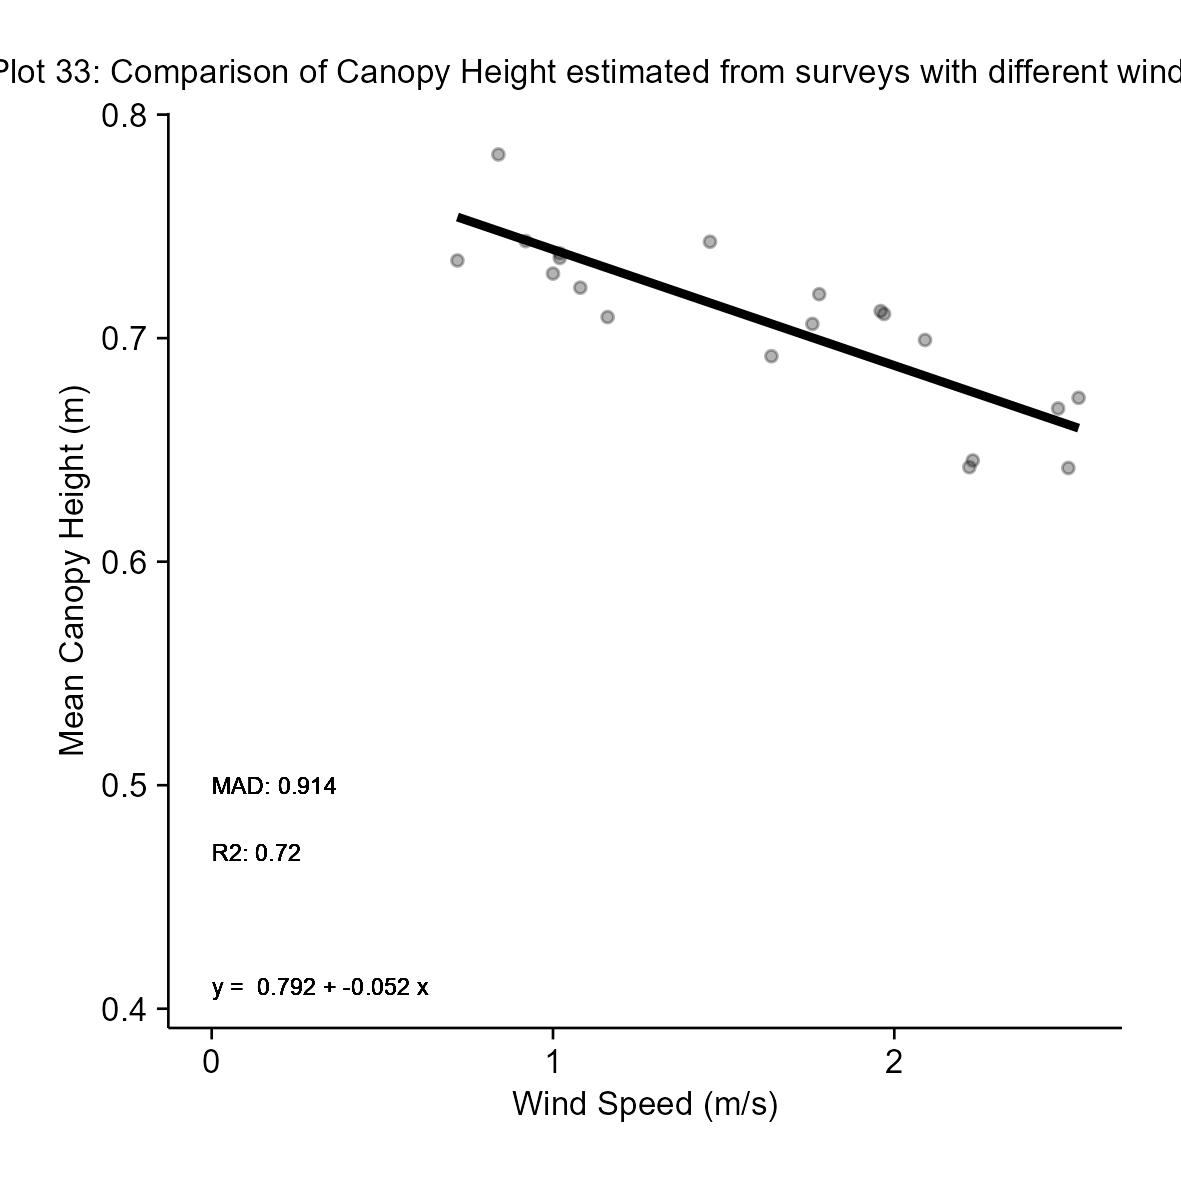 Plot 33: Comparison of Canopy Height estimated from surveys with different wind
0.8
0.7
0.6
0.5
0.4
Mean Canopy Height (m)
MAD: 0.914
R2: 0.72
y = 0.792 + -0.052 x
0
1
2
Wind Speed (m/s)